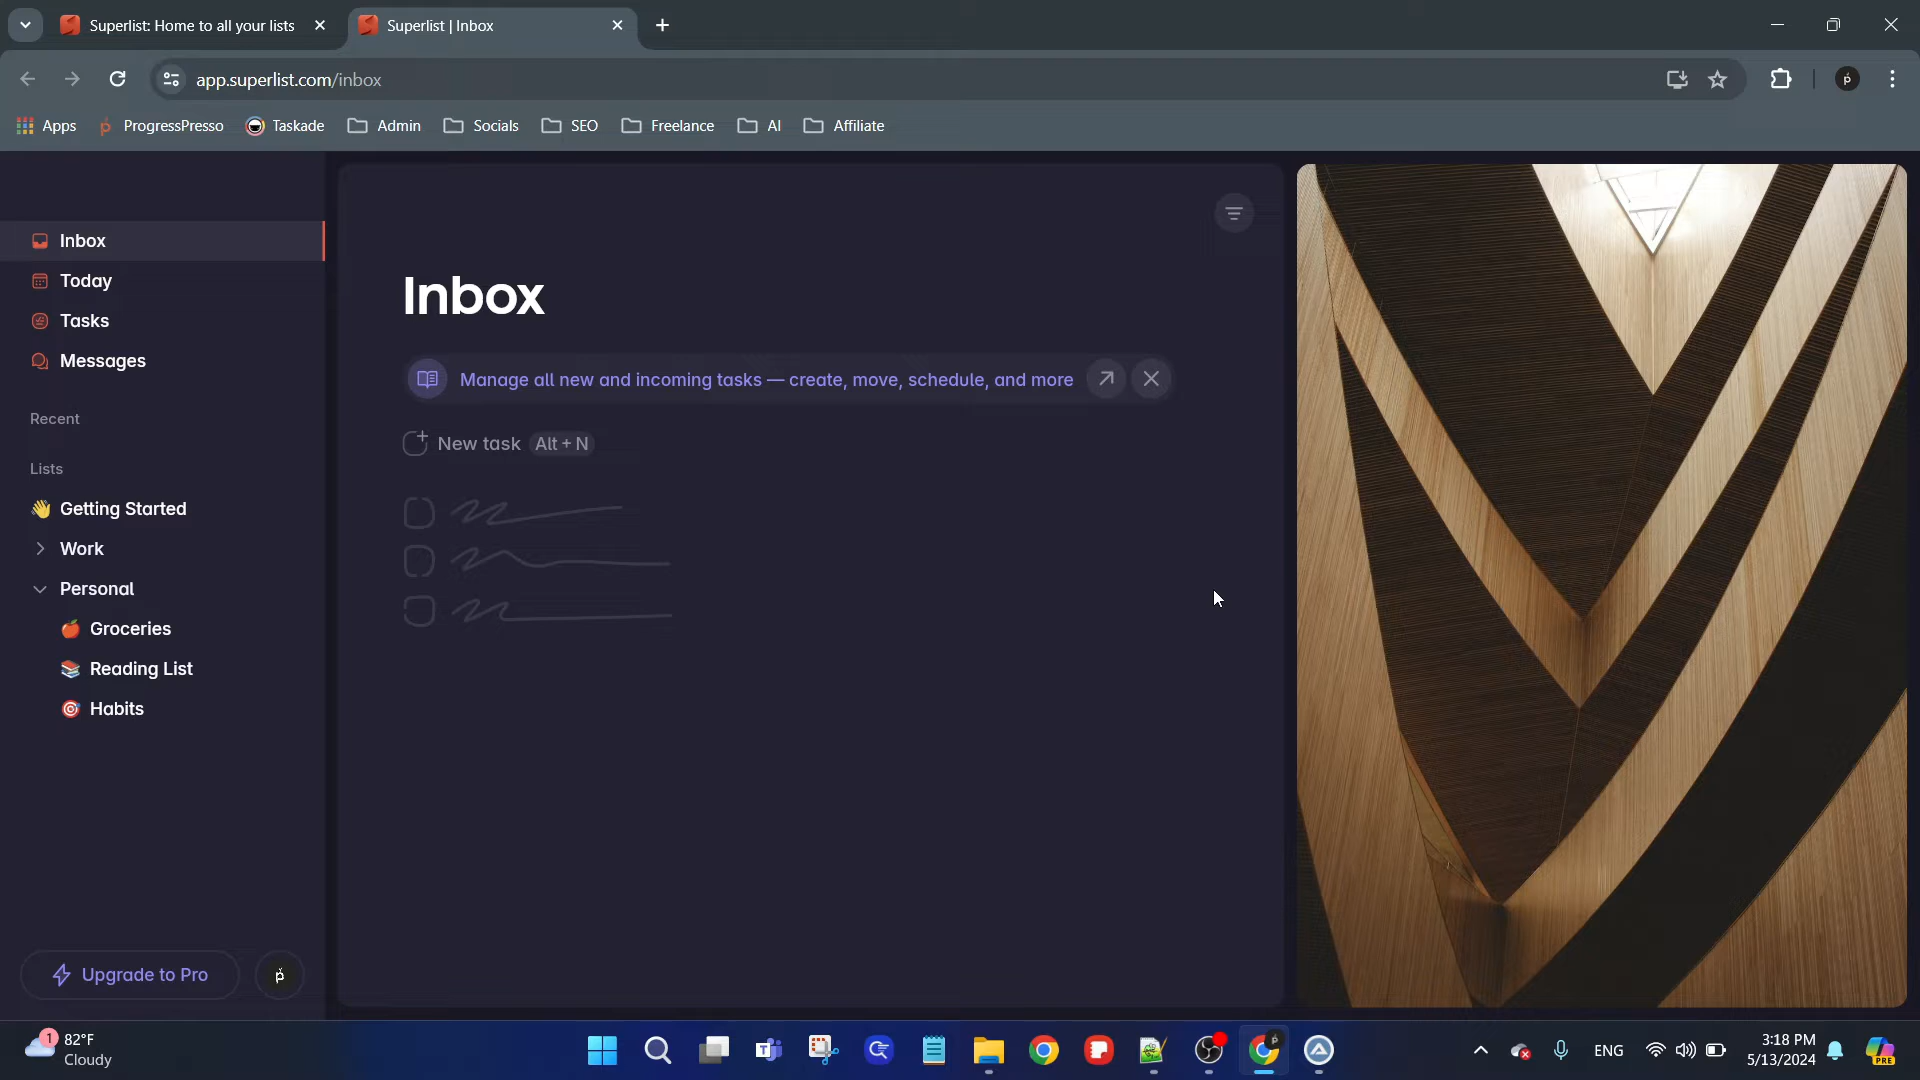 Superlist: Home to all your lists
Superlist | Inbox
app.superlist.com/inbox
Apps
ProgressPresso
Taskade
Admin
Socials
SEO
Freelance
AI
Affiliate
Inbox
Today
Tasks
Messages
Recent
Lists
Getting Started
Work
Personal
Groceries
Reading List
Habits
Upgrade to Pro
ṗ
Inbox
Manage all new and incoming tasks — create, move, schedule, and more
New task Alt + N
1
82°F
Cloudy
ENG
3:18 PM
5/13/2024
PRE